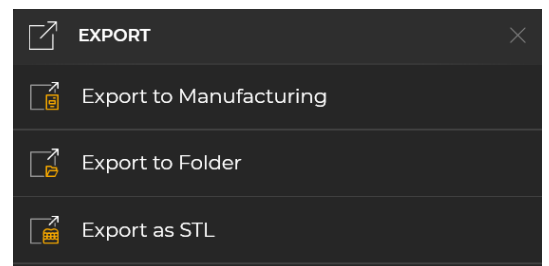 EXPORT
Export to Manufacturing
Export to Folder
Export as STL